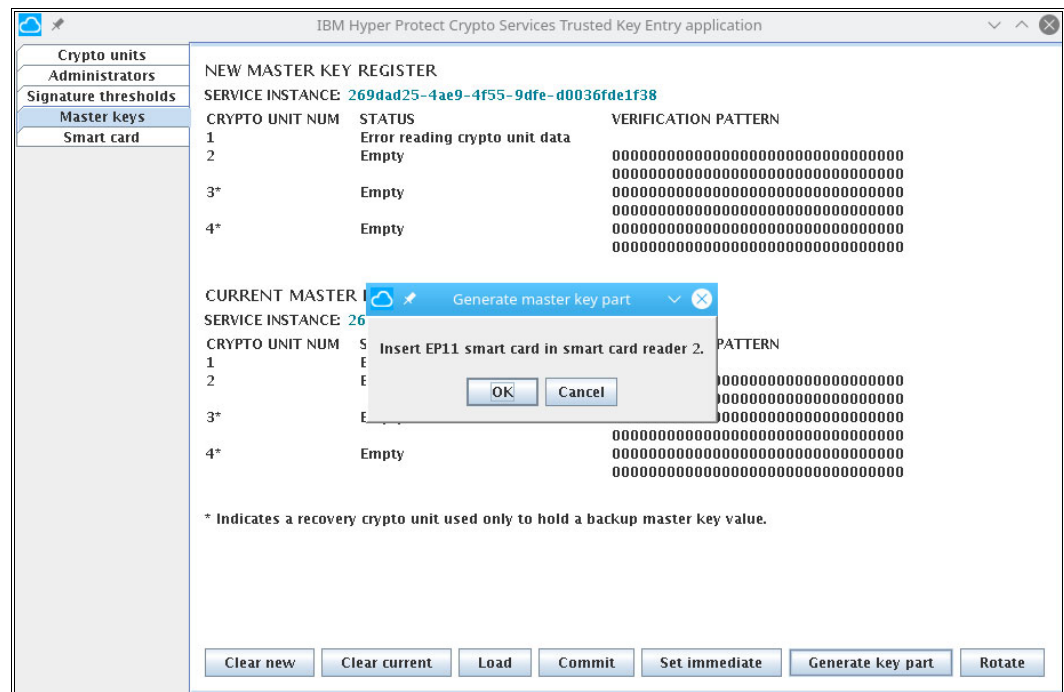 IBM Hyper Protect Crypto Services Trusted Key Entry application
Crypto units
Administrators
Signature thresholds
Master keys
Smart card
NEW MASTER KEY REGISTER
SERVICE INSTANCE: 269dad25-4ae9-4f55-9dfe-d0036fde1f38
CRYPTO UNIT NUM STATUS VERIFICATION PATTERN
1 Error reading crypto unit data
2 Empty 00000000000000000000000000000000
00000000000000000000000000000000
3* Empty 00000000000000000000000000000000
00000000000000000000000000000000
4* Empty 00000000000000000000000000000000
00000000000000000000000000000000
CURRENT MASTER
SERVICE INSTANCE: 26
CRYPTO UNIT NUM S PATTERN
1 E
2 E 00000000000000000000
00000000000000000000
3* E 00000000000000000000
00000000000000000000000000000000
4* Empty 00000000000000000000000000000000
00000000000000000000000000000000
Generate master key part
Insert EP11 smart card in smart card reader 2.
OK Cancel
* Indicates a recovery crypto unit used only to hold a backup master key value.
Clear new Clear current Load Commit Set immediate Generate key part Rotate